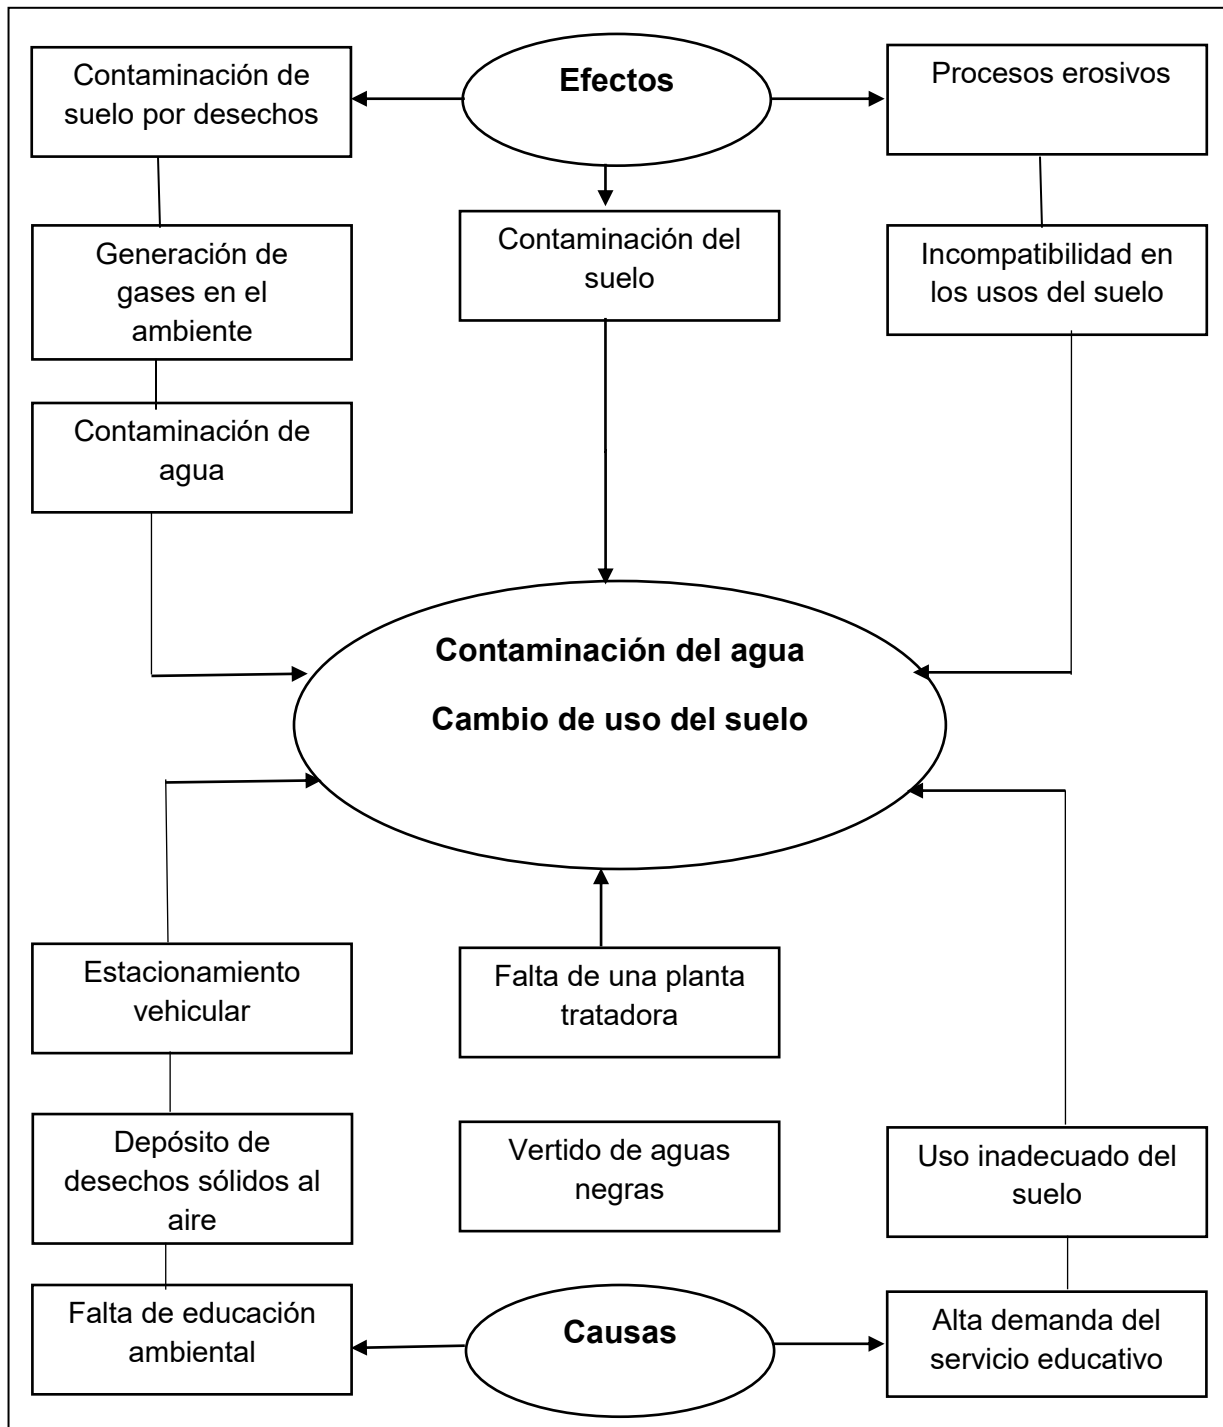 Efectos
Contaminación de
suelo por desechos
Procesos erosivos
Generación de
gases en el
ambiente
Contaminación del
suelo
Incompatibilidad en
los usos del suelo
Contaminación de
agua
Contaminación del agua
Cambio de uso del suelo
Estacionamiento
vehicular
Falta de una planta
tratadora
Depósito de
desechos sólidos al
aire
Vertido de aguas
negras
Uso inadecuado del
suelo
Falta de educación
ambiental
Causas
Alta demanda del
servicio educativo